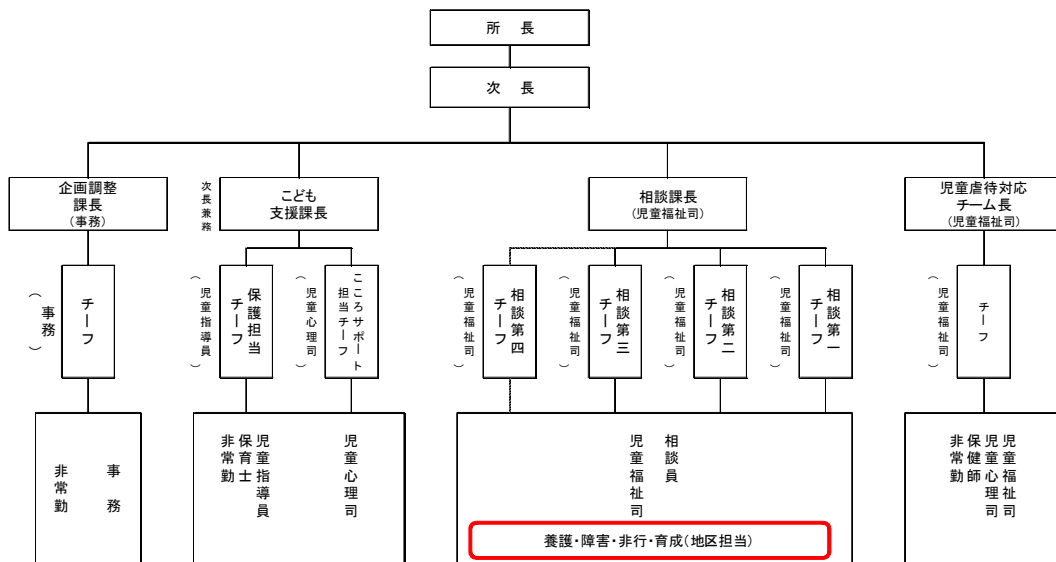 所 長
次 長
企画調整
課長
(事務)
次長兼務
こども
支援課長
相談課長
(児童福祉司)
児童虐待対応
チーム長
(児童福祉司)
(事務)
チーフ
(児童指導員)
保護担当
チーフ
(児童心理司)
こころサポート
担当チーフ
(児童福祉司)
相談第四
チーフ
(児童福祉司)
相談第三
チーフ
(児童福祉司)
相談第二
チーフ
(児童福祉司)
相談第一
チーフ
(児童福祉司)
チーフ
事務
非常勤
児童心理司
児童指導員
保育士
非常勤
相談員
児童福祉司
養護・障害・非行・育成(地区担当)
児童福祉司
児童心理司
保健師
非常勤